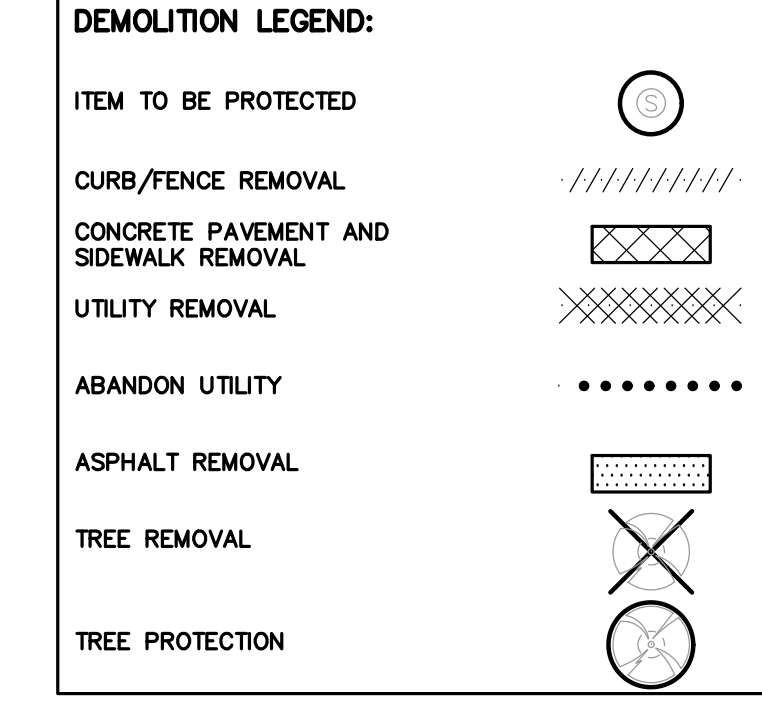 DEMOLITION LEGEND:
ITEM TO BE PROTECTED
S
CURB/FENCE REMOVAL
CONCRETE PAVEMENT AND
SIDEWALK REMOVAL
UTILITY REMOVAL
ABANDON UTILITY
ASPHALT REMOVAL
TREE REMOVAL
TREE PROTECTION